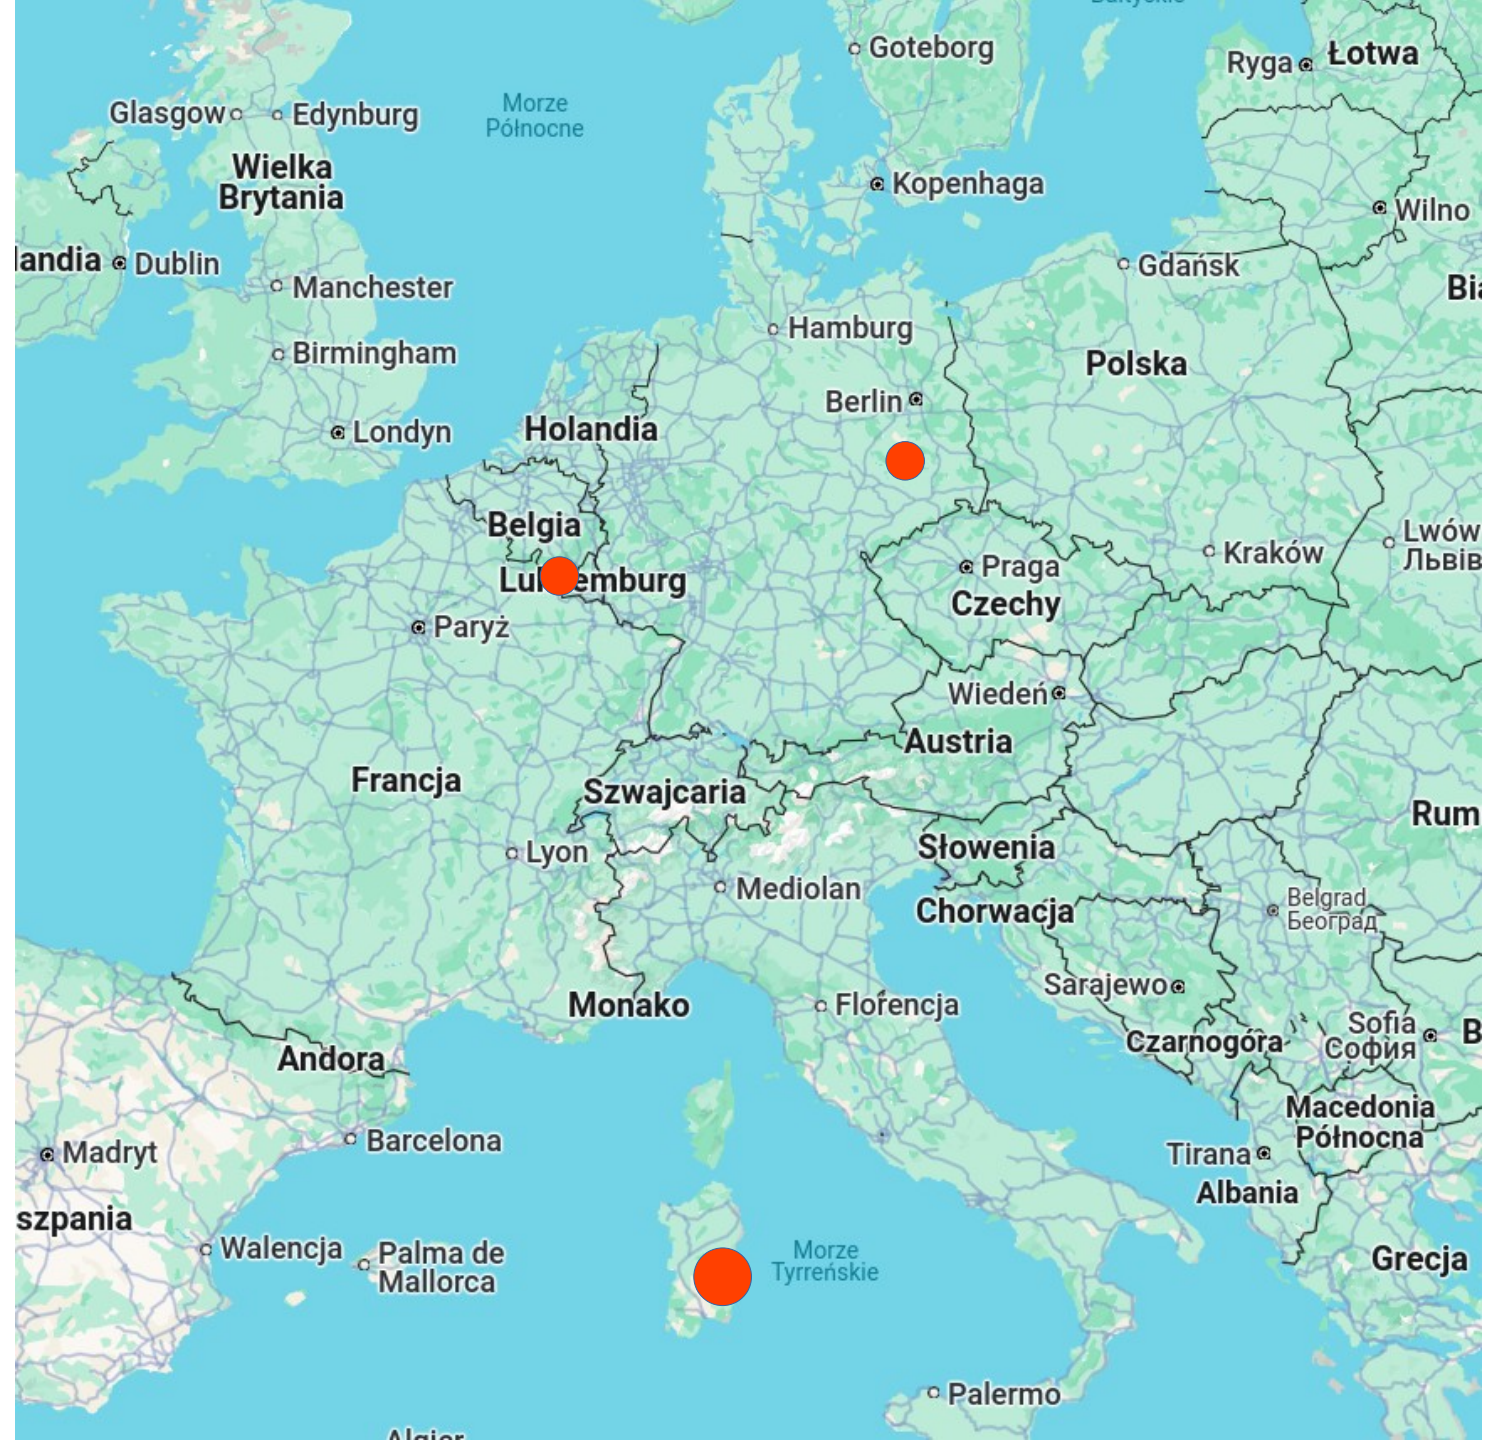 Goteborg
Ryga
Łotwa
Glasgow
Edynburg
Morze
Północne
Wielka
Brytania
Kopenhaga
Wilno
landia
Dublin
Gdańsk
Manchester
Bia
Hamburg
Birmingham
Polska
Berlin
Londyn
Holandia
Belgia
Lwów
Львів
Kraków
Praga
Lu emburg
Czechy
Paryż
Wiedeń
Austria
Francja
Szwajcaria
Rum
Lyon
Słowenia
Mediolan
Belgrad
Београд
Chorwacja
Sarajewo
Monako
Florencja
Sofia
София
B
Czarnogóra
Andora
Macedonia
Północna
Barcelona
Madryt
Tirana
Albania
szpania
Walencja
Palma de
Mallorca
Morze
Tyrreńskie
Grecja
Palermo